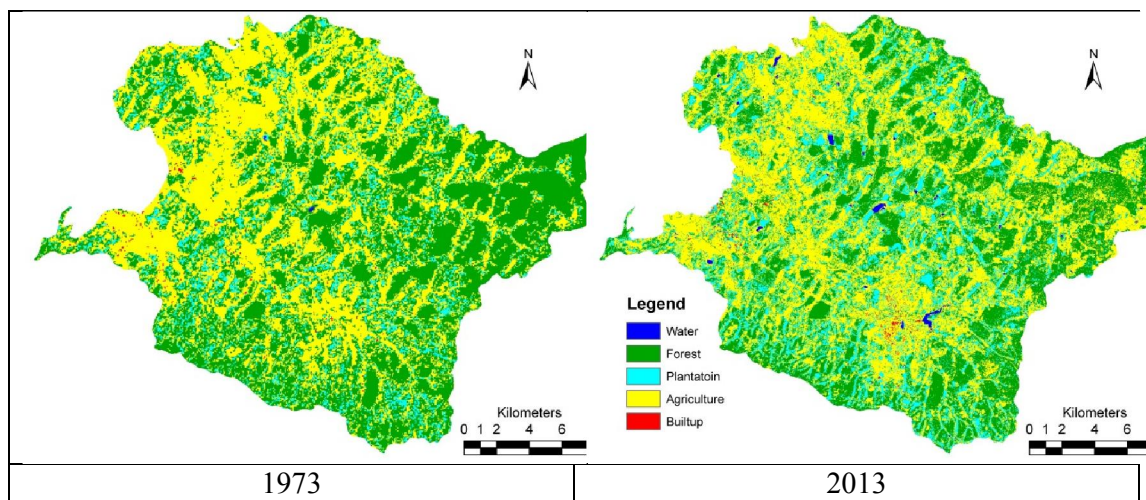 N
N
Legend
Water
Forest
Plantatoin
Agriculture
Builtup
Kilometers
0 1 2 4 6
Kilometers
0 1 2 4 6
1973
2013